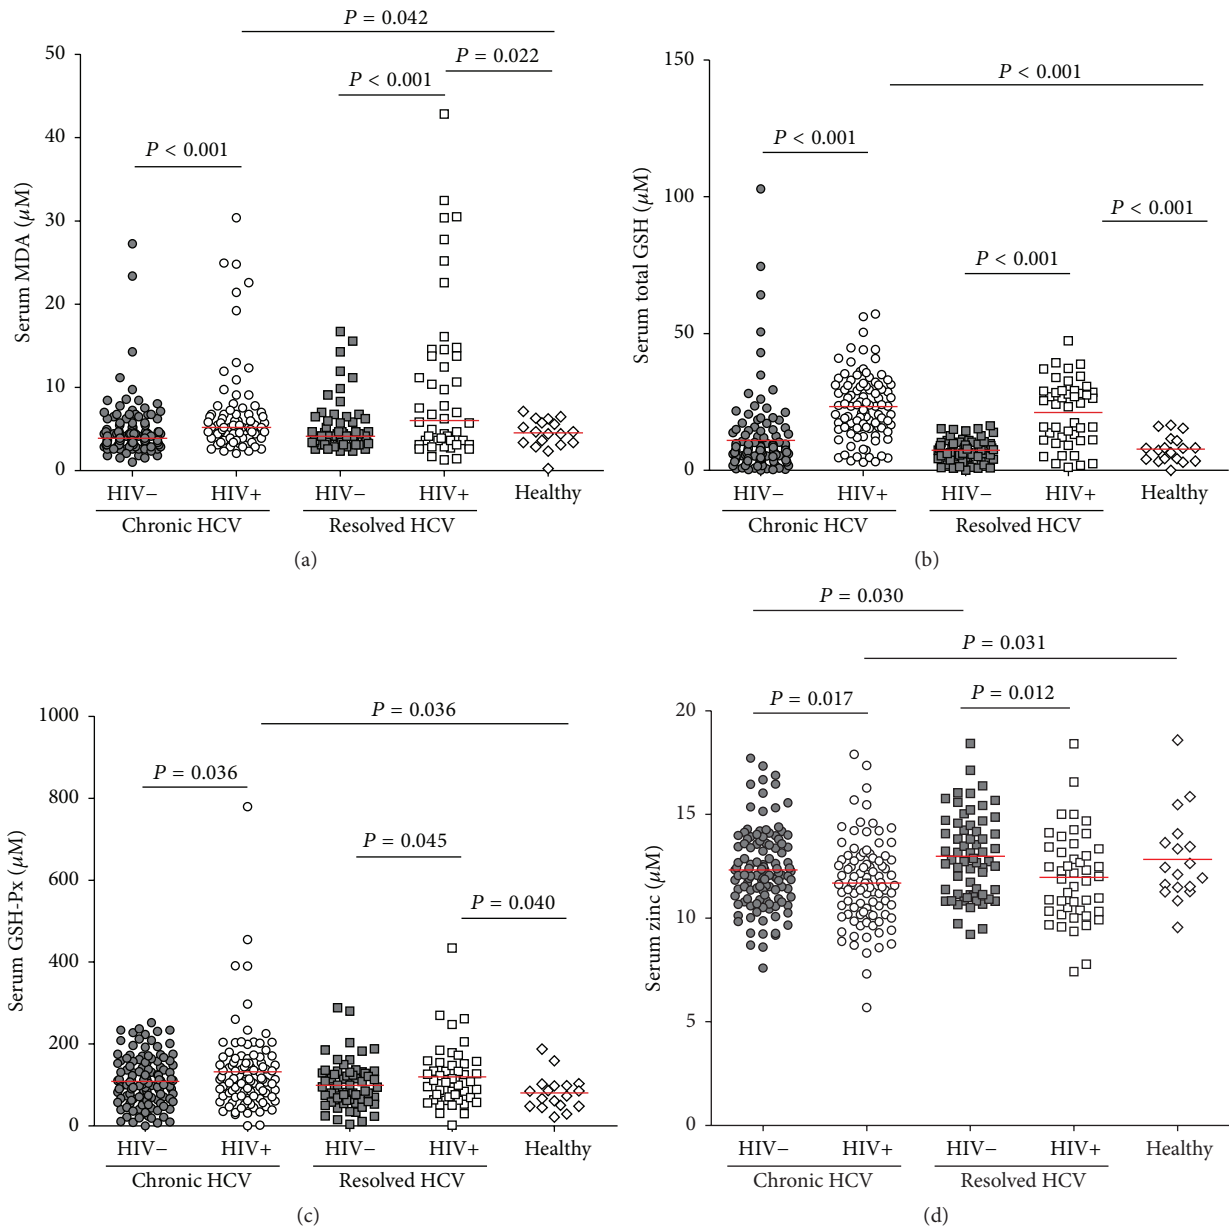 P = 0.042
P = 0.022
P < 0.001
P < 0.001
50
40
30
20
10
0
Serum MDA (μM)
HIV− HIV+ HIV− HIV+ Healthy
Chronic HCV Resolved HCV
(a)
P < 0.001
P < 0.001
P < 0.001
P < 0.001
150
100
50
0
Serum total GSH (μM)
HIV− HIV+ HIV− HIV+ Healthy
Chronic HCV Resolved HCV
(b)
P = 0.036
P = 0.036
P = 0.045
P = 0.040
1000
800
600
400
200
0
Serum GSH-Px (μM)
HIV− HIV+ HIV− HIV+ Healthy
Chronic HCV Resolved HCV
(c)
P = 0.030
P = 0.031
P = 0.017 P = 0.012
20
15
10
5
0
Serum zinc (μM)
HIV− HIV+ HIV− HIV+ Healthy
Chronic HCV Resolved HCV
(d)